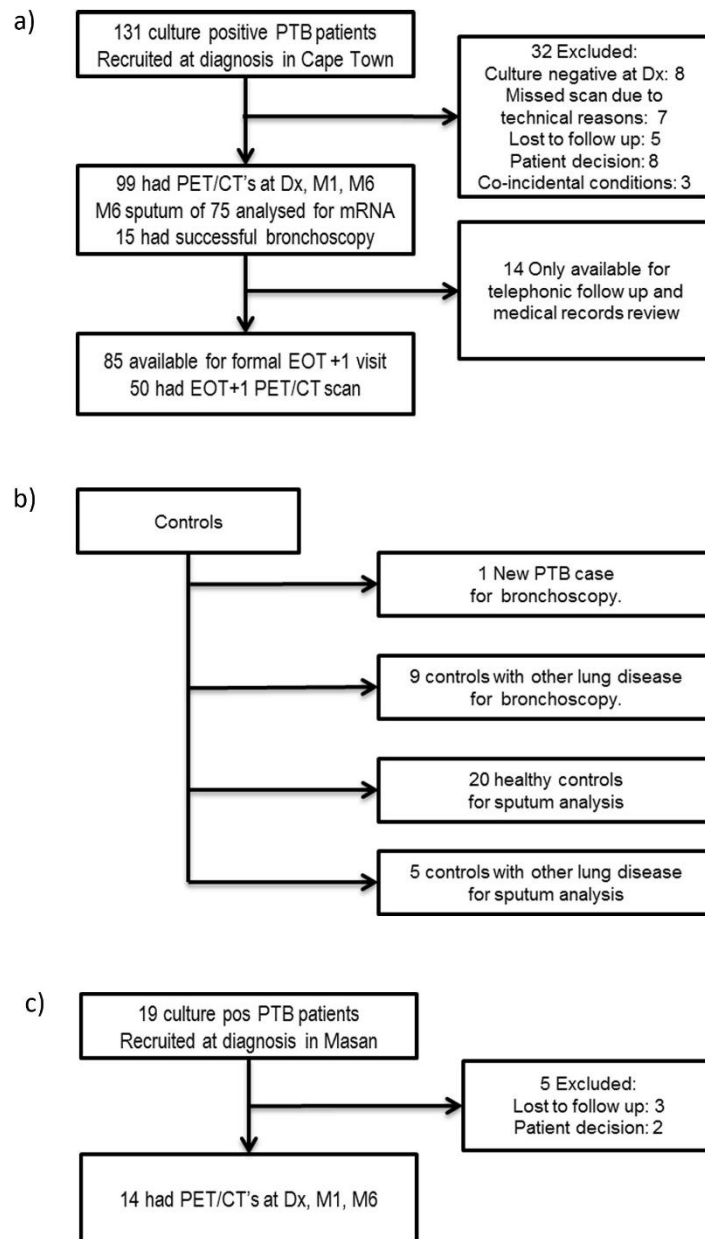 a)
131 culture positive PTB patients
Recruited at diagnosis in Cape Town
32 Excluded:
Culture negative at Dx: 8
Missed scan due to
technical reasons: 7
Lost to follow up: 5
Patient decision: 8
Co-incidental conditions: 3
99 had PET/CT's at Dx, M1, M6
M6 sputum of 75 analysed for mRNA
15 had successful bronchoscopy
14 Only available for
telephonic follow up and
medical records review
85 available for formal EOT +1 visit
50 had EOT+1 PET/CT scan
b)
Controls
1 New PTB case
for bronchoscopy.
9 controls with other lung disease
for bronchoscopy.
20 healthy controls
for sputum analysis
5 controls with other lung disease
for sputum analysis
c)
19 culture pos PTB patients
Recruited at diagnosis in Masan
5 Excluded:
Lost to follow up: 3
Patient decision: 2
14 had PET/CT's at Dx, M1, M6